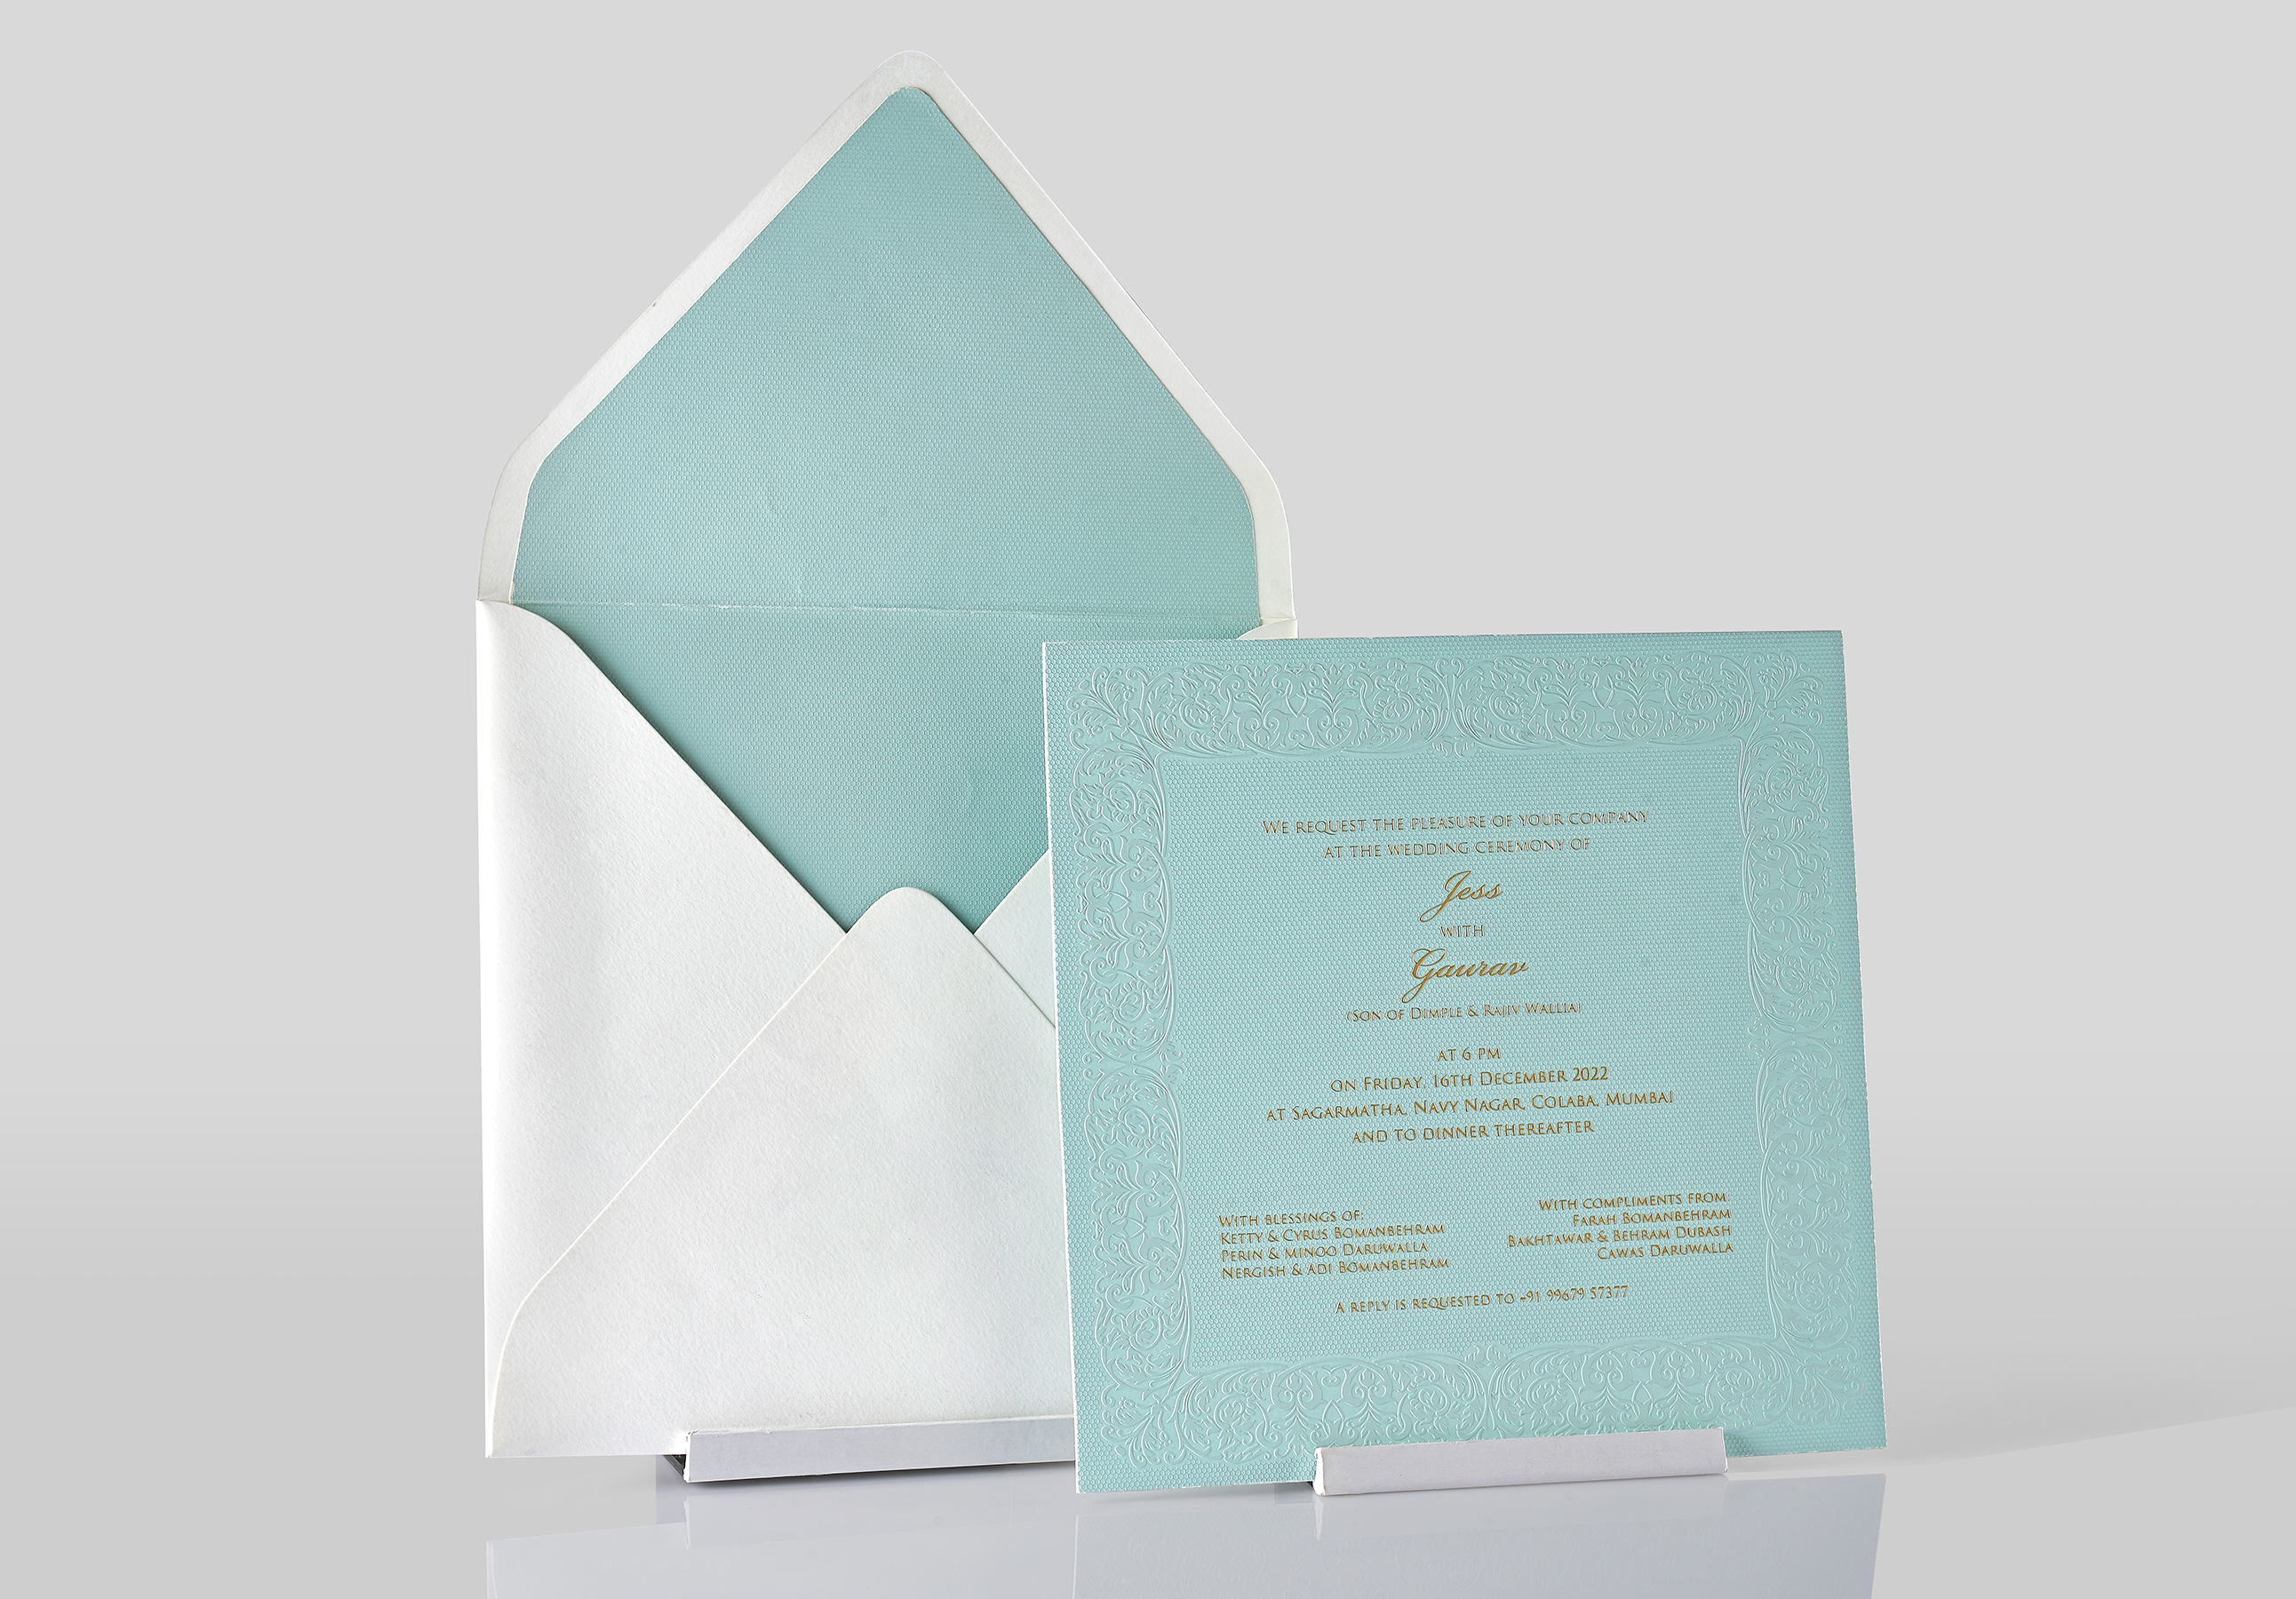 We request the pleasure of your company
at the wedding ceremony of
Jess
with
Gaurav
(Son of Dimple & Rajiv Wallia)
at 6 pm
on Friday, 16th December 2022
at Sagarmatha, Navy Nagar, Colaba, Mumbai
and to dinner thereafter
With blessings of:
Ketty & Cyrus Bomanbehram
Perin & Minoo Daruwalla
Nergish & Adi Bomanbehram
With compliments from:
Farah Bomanbehram
Bakhtawar & Behram Dubash
Cawas Daruwalla
A reply is requested to +91 99679 57377